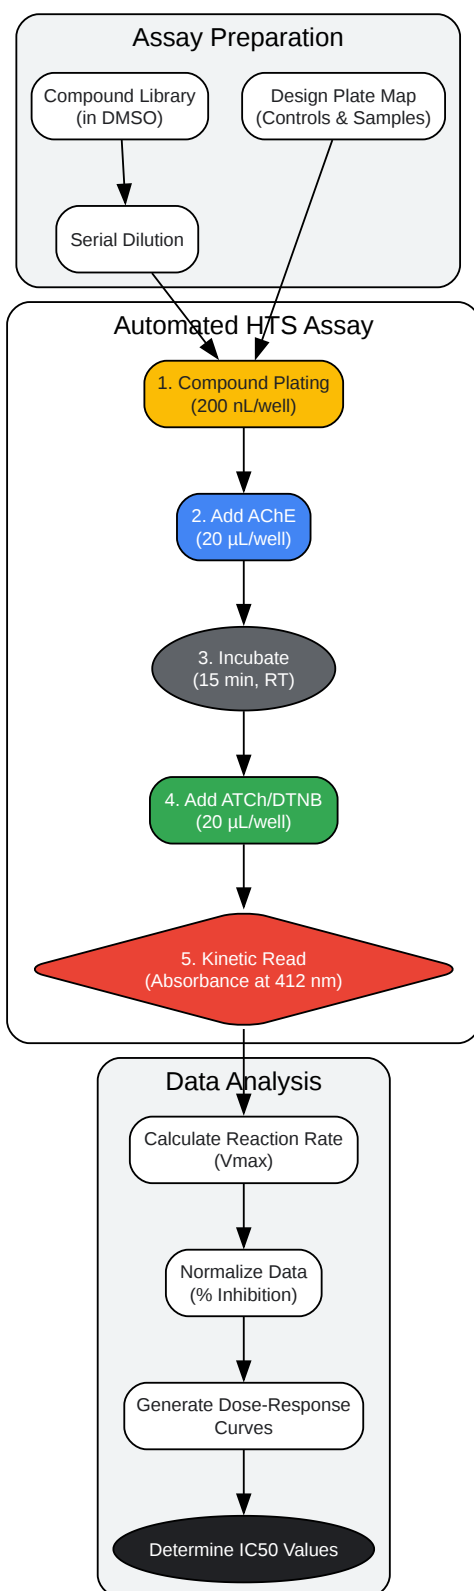 Assay Preparation
Compound Library
(in DMSO)
Design Plate Map
(Controls & Samples)
Serial Dilution
Automated HTS Assay
1. Compound Plating
(200 nL/well)
2. Add AChE
(20 µL/well)
3. Incubate
(15 min, RT)
4. Add ATCh/DTNB
(20 µL/well)
5. Kinetic Read
(Absorbance at 412 nm)
Data Analysis
Calculate Reaction Rate
(Vmax)
Normalize Data
(% Inhibition)
Generate Dose-Response
Curves
Determine IC50 Values